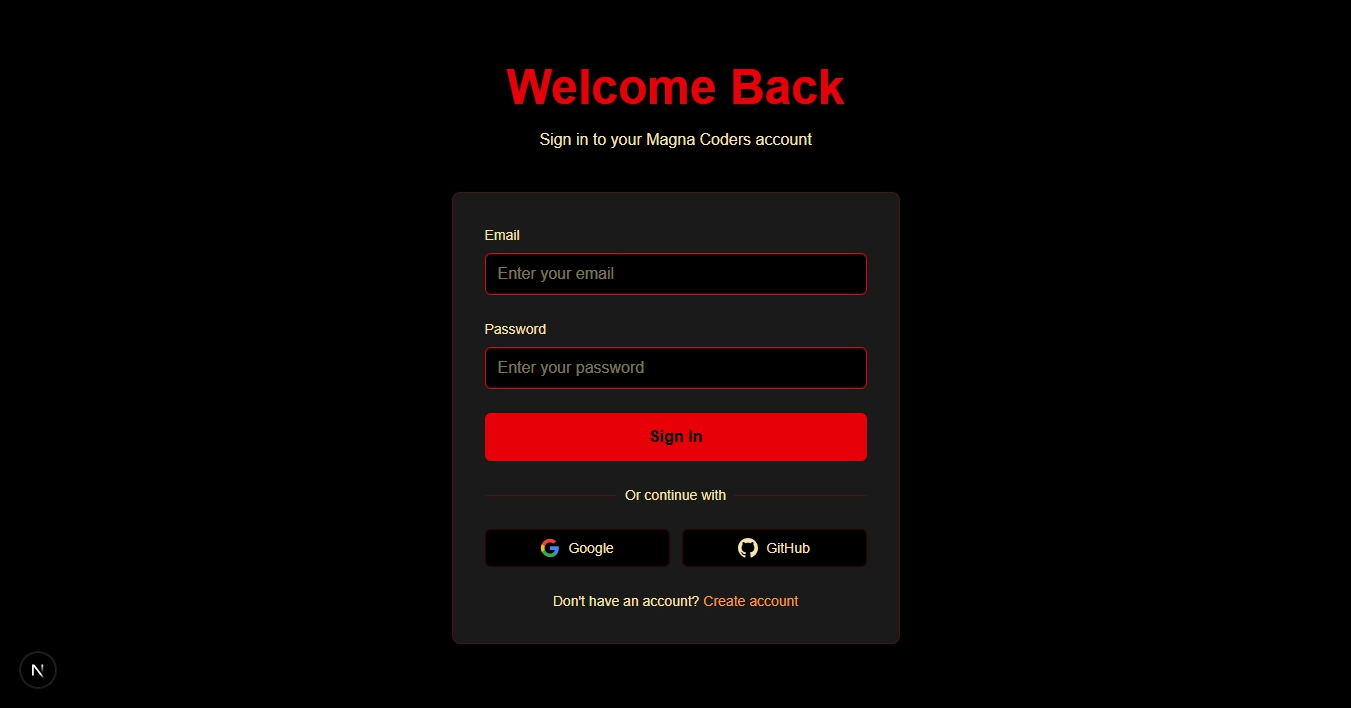 Welcome Back
Sign in to your Magna Coders account
Email
Enter your email
Password
Enter your password
Sign In
Or continue with
Google
GitHub
Don't have an account? Create account
N